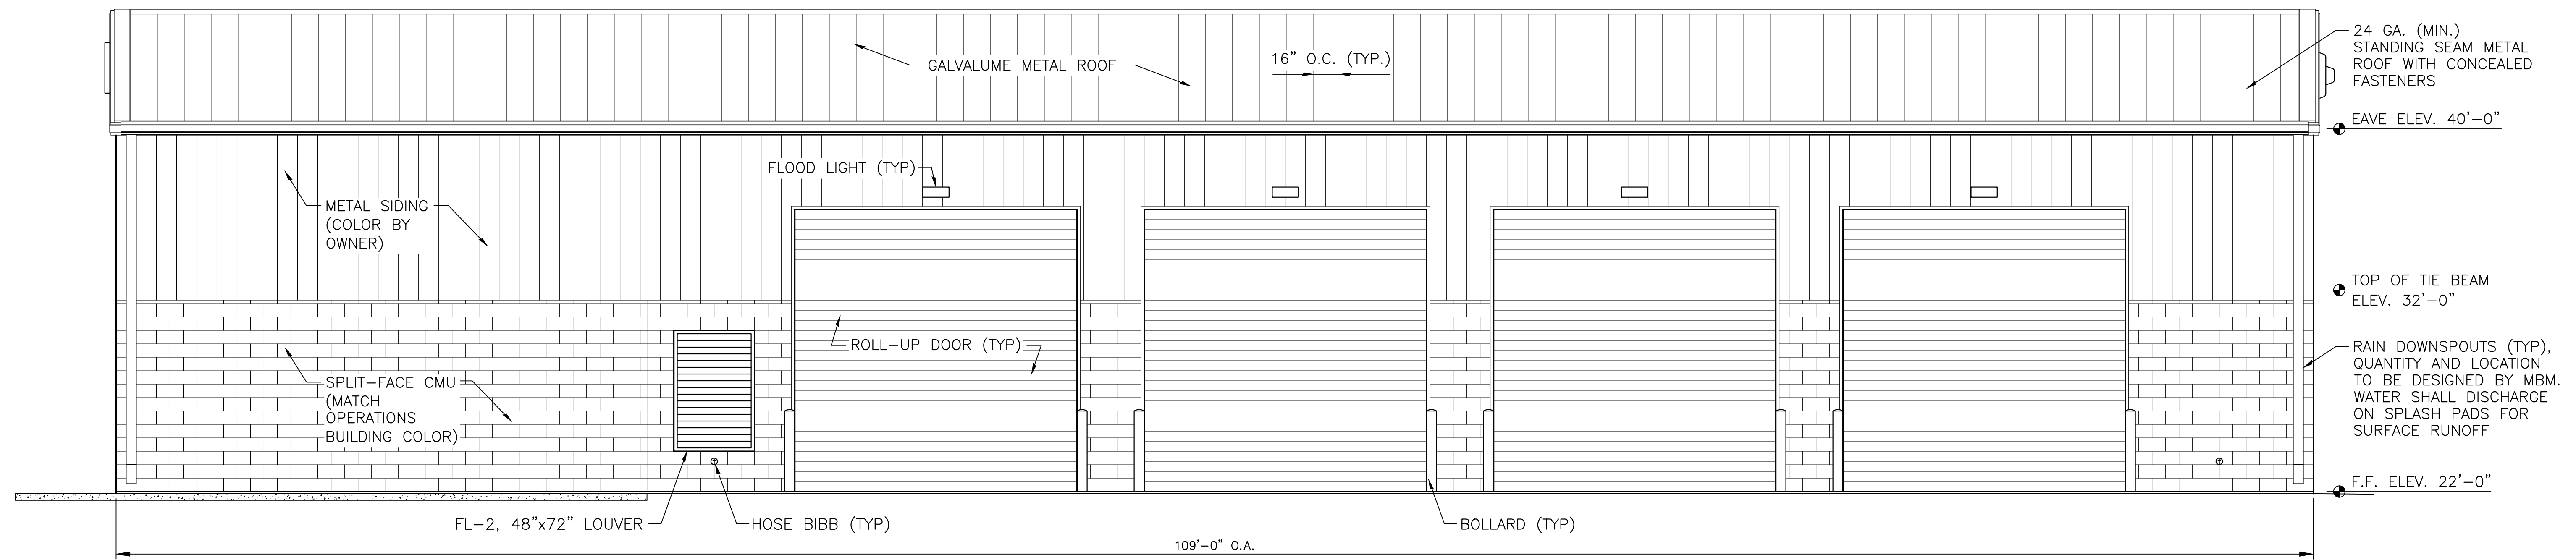 GALVALUME METAL ROOF
16" O.C. (TYP.)
24 GA. (MIN.)
STANDING SEAM METAL
ROOF WITH CONCEALED
FASTENERS
EAVE ELEV. 40'-0"
FLOOD LIGHT (TYP)
METAL SIDING
(COLOR BY
OWNER)
TOP OF TIE BEAM
ELEV. 32'-0"
ROLL-UP DOOR (TYP)
RAIN DOWNSPOUTS (TYP),
QUANTITY AND LOCATION
TO BE DESIGNED BY MBM.
WATER SHALL DISCHARGE
ON SPLASH PADS FOR
SURFACE RUNOFF
SPLIT-FACE CMU
(MATCH
OPERATIONS
BUILDING COLOR)
F.F. ELEV. 22'-0"
FL-2, 48"x72" LOUVER
HOSE BIBB (TYP)
BOLLARD (TYP)
109'-0" O.A.